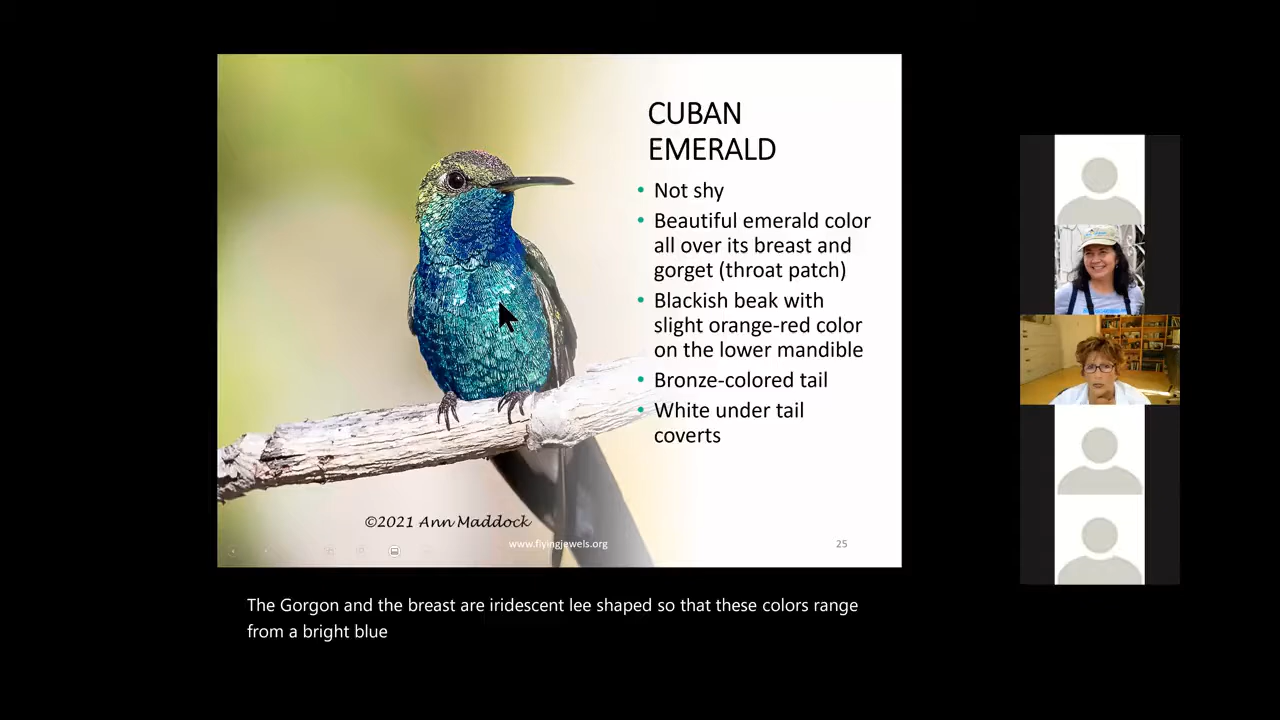 CUBAN
EMERALD
• Not shy
• Beautiful emerald color
all over its breast and
gorget (throat patch)
• Blackish beak with
slight orange-red color
on the lower mandible
• Bronze-colored tail
• White under tail
coverts
©2021 Ann Maddock
www.flyingjewels.org
25
The Gorgon and the breast are iridescent lee shaped so that these colors range
from a bright blue